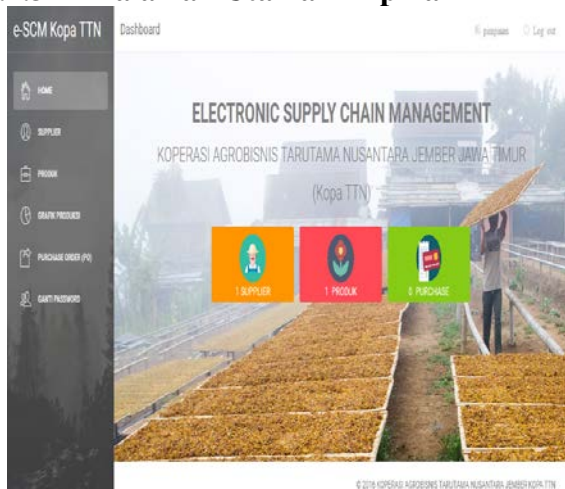 e-SCM Kopa TTN
Dashboard
Log out
HOME
SUPPLIER
PRODUK
GRAFIK PRODUKSI
PURCHASE ORDER (PO)
GANTI PASSWORD
ELECTRONIC SUPPLY CHAIN MANAGEMENT
KOPERASI AGROBISNIS TARUTAMA NUSANTARA JEMBER JAWA TIMUR
(Kopa TTN)
1 SUPPLIER
1 PRODUK
0 PURCHASE
© 2016 KOPERASI AGROBISNIS TARUTAMA NUSANTARA JEMBER KOPA TTN